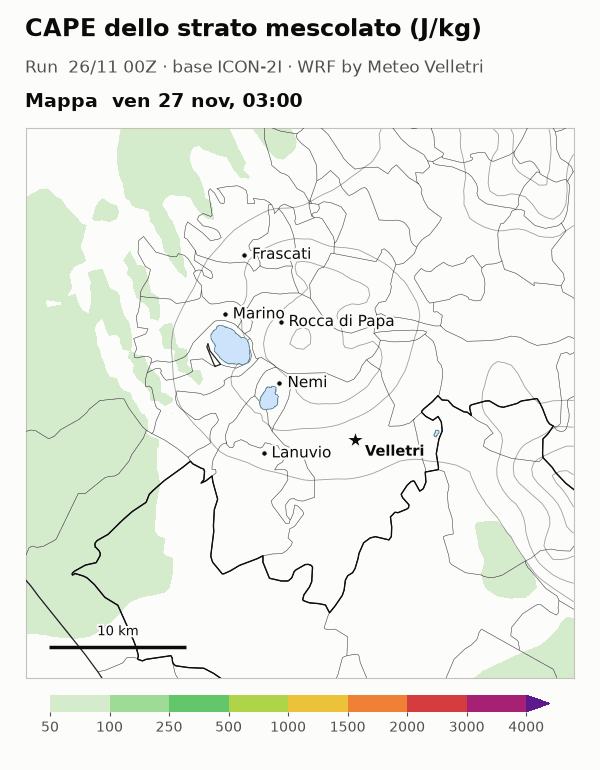 CAPE dello strato mescolato (J/kg)
Run  26/11 00Z · base ICON-2I · WRF by Meteo Velletri
Mappa  ven 27 nov, 03:00
Frascati
Marino
Rocca di Papa
Nemi
Velletri
Lanuvio
10 km
50 100 250 500 1000 1500 2000 3000 4000